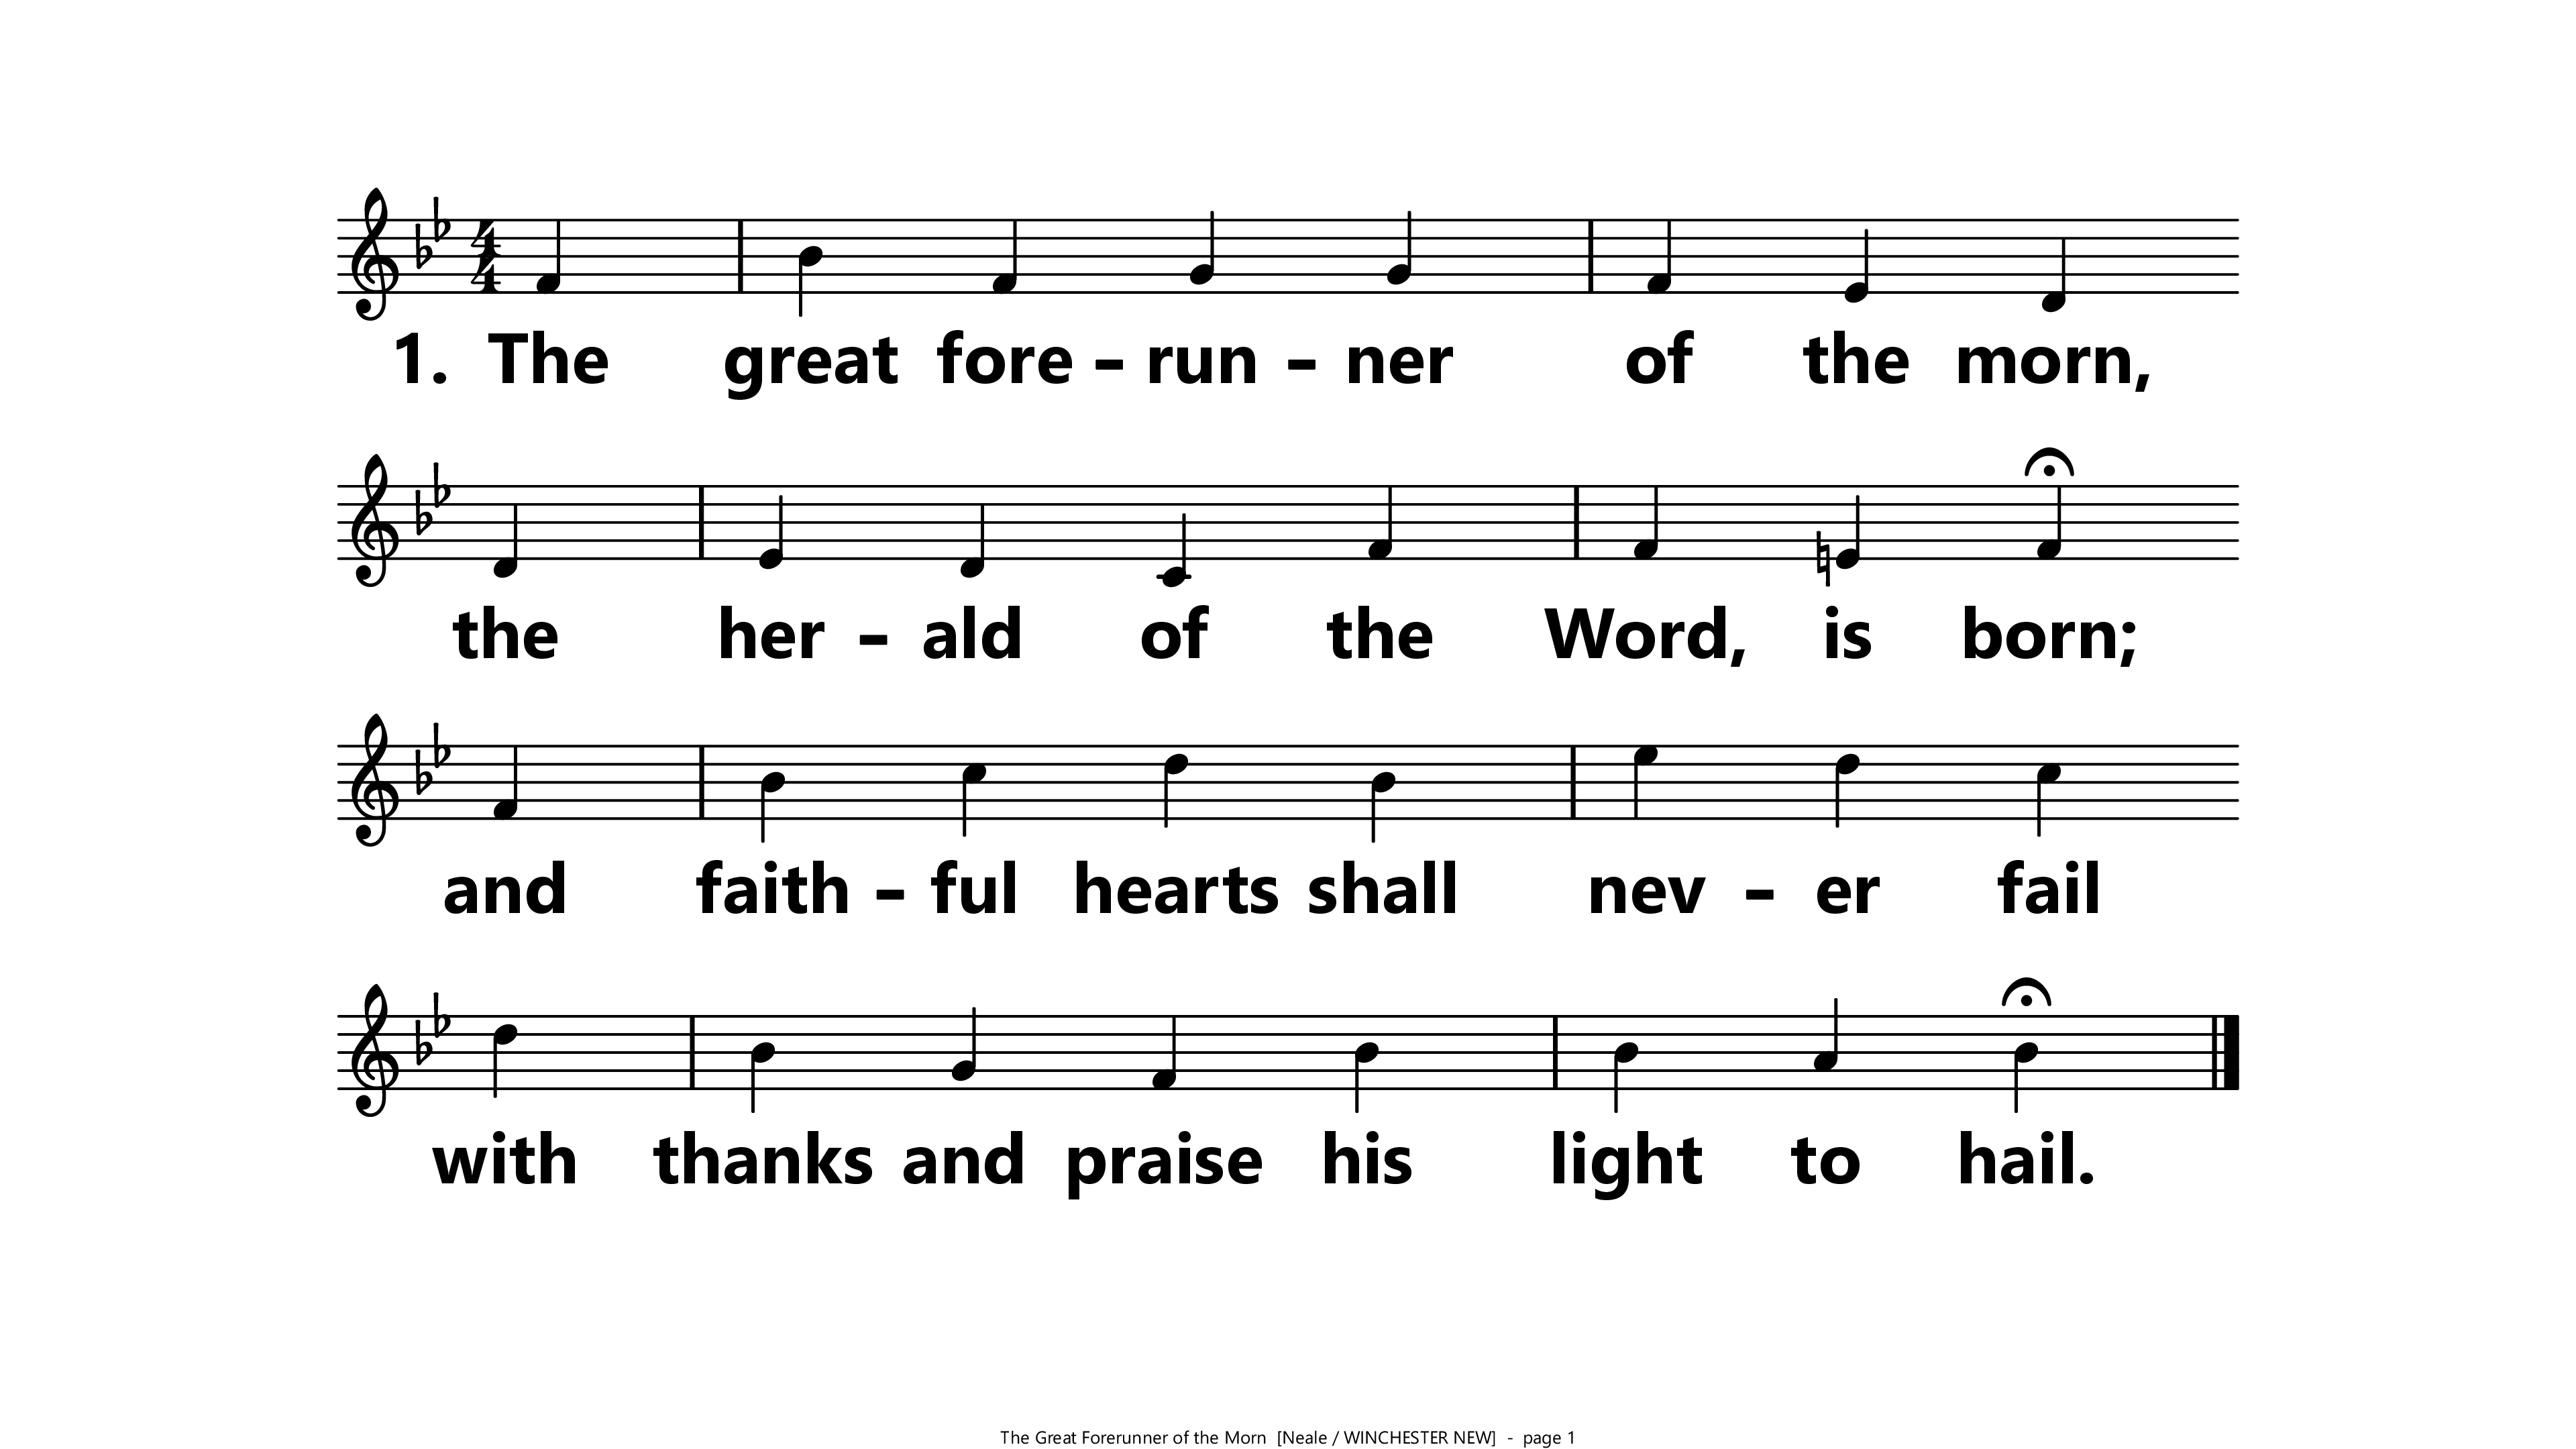 1. The great fore - run - ner of the morn,
the her - ald of the Word, is born;
and faith - ful hearts shall nev - er fail
with thanks and praise his light to hail.
The Great Forerunner of the Morn [Neale / WINCHESTER NEW] - page 1